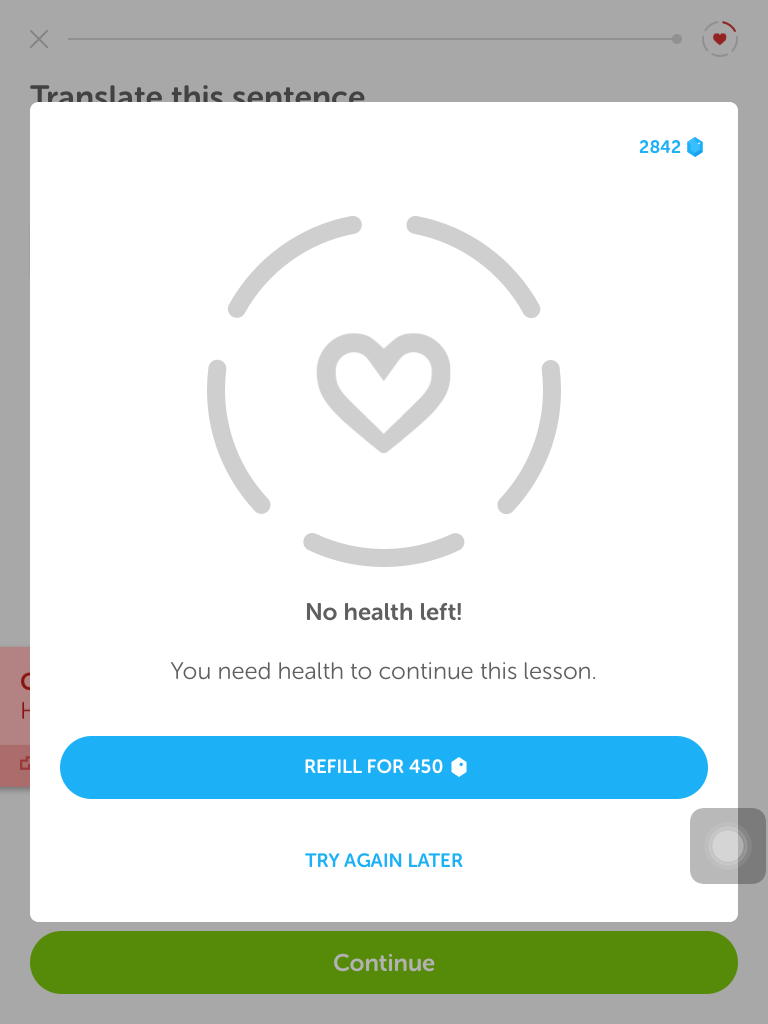 Translate this sentence
2842
No health left!
You need health to continue this lesson.
REFILL FOR 450
TRY AGAIN LATER
Continue